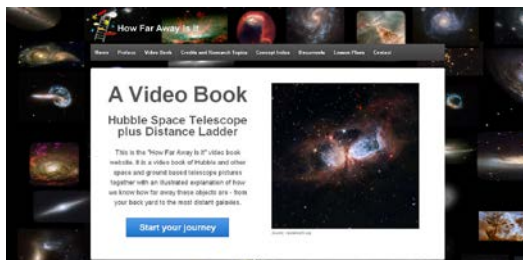 How Far Away Is It
Home Preface Video Book Credits and Research Topics Concept Index Documents Lesson Plans Contact
A Video Book
Hubble Space Telescope
plus Distance Ladder
This is the "How Far Away Is It" video book
website. It is a video book of Hubble and other
space and ground based telescope pictures
together with an illustrated explanation of how
we know how far away these objects are - from
your back yard to the most distant galaxies.
Start your journey